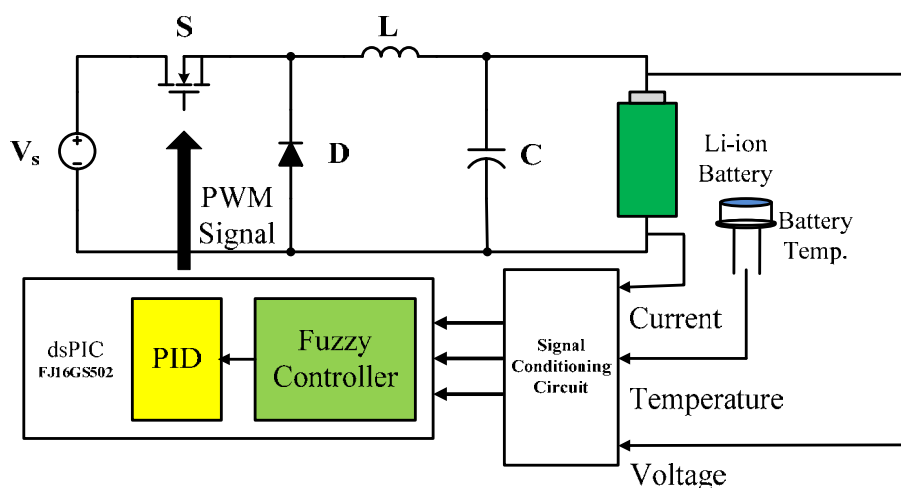 S
L
Vs
+
−
D
C
PWM
Signal
Li-ion
Battery
Battery
Temp.
dsPIC
FJ16GS502
PID
Fuzzy
Controller
Signal
Conditioning
Circuit
Current
Temperature
Voltage